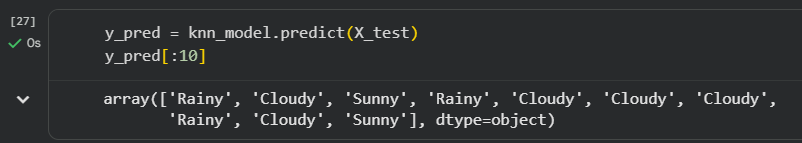 [27]
0s
y_pred = knn_model.predict(X_test)
y_pred[:10]
array(['Rainy', 'Cloudy', 'Sunny', 'Rainy', 'Cloudy', 'Cloudy', 'Cloudy',
'Rainy', 'Cloudy', 'Sunny'], dtype=object)